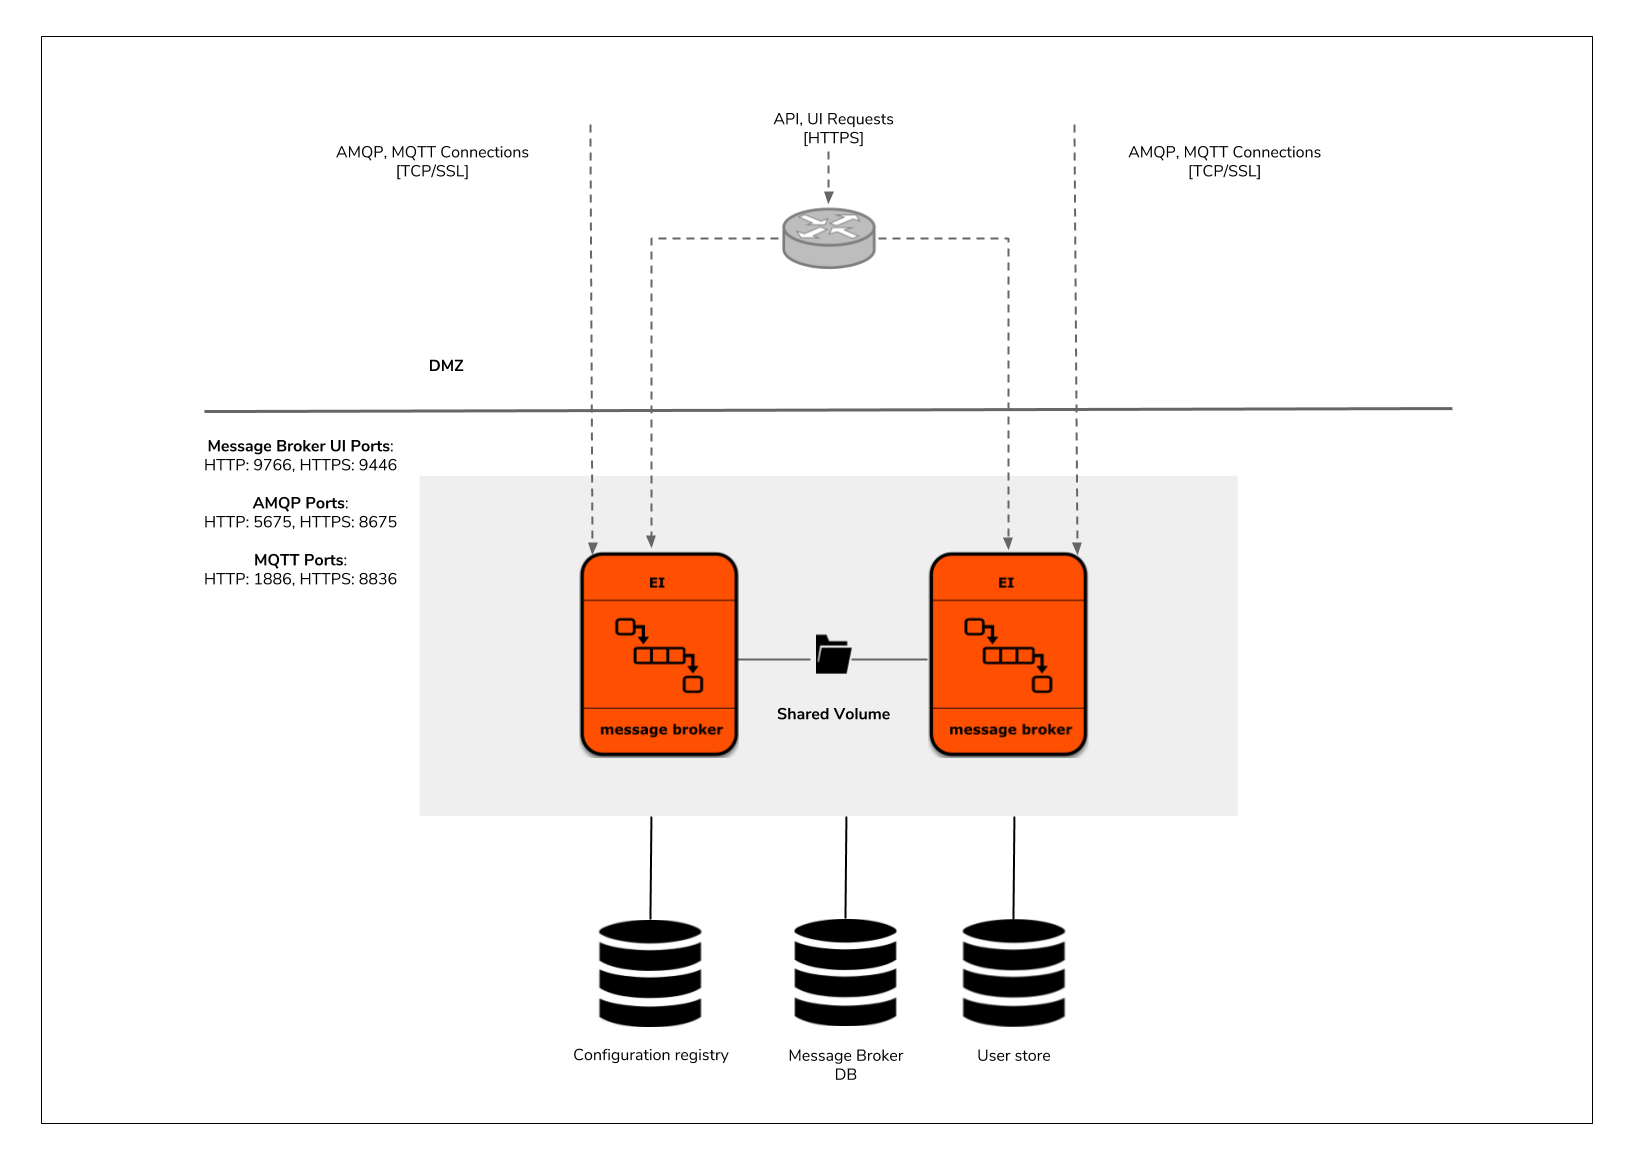 API, UI Requests
[HTTPS]
AMQP, MQTT Connections
[TCP/SSL]
AMQP, MQTT Connections
[TCP/SSL]
DMZ
Message Broker UI Ports:
HTTP: 9766, HTTPS: 9446
AMQP Ports:
HTTP: 5675, HTTPS: 8675
MQTT Ports:
HTTP: 1886, HTTPS: 8836
EI
message broker
EI
message broker
Shared Volume
Configuration registry
Message Broker
DB
User store